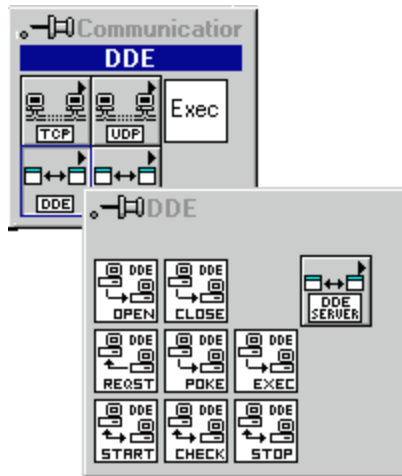 Communicatior
DDE
TCP
UDP
Exec
DDE
DDE
DDE OPEN
DDE CLOSE
DDE SERVER
DDE REQST
DDE POKE
DDE EXEC
DDE START
DDE CHECK
DDE STOP